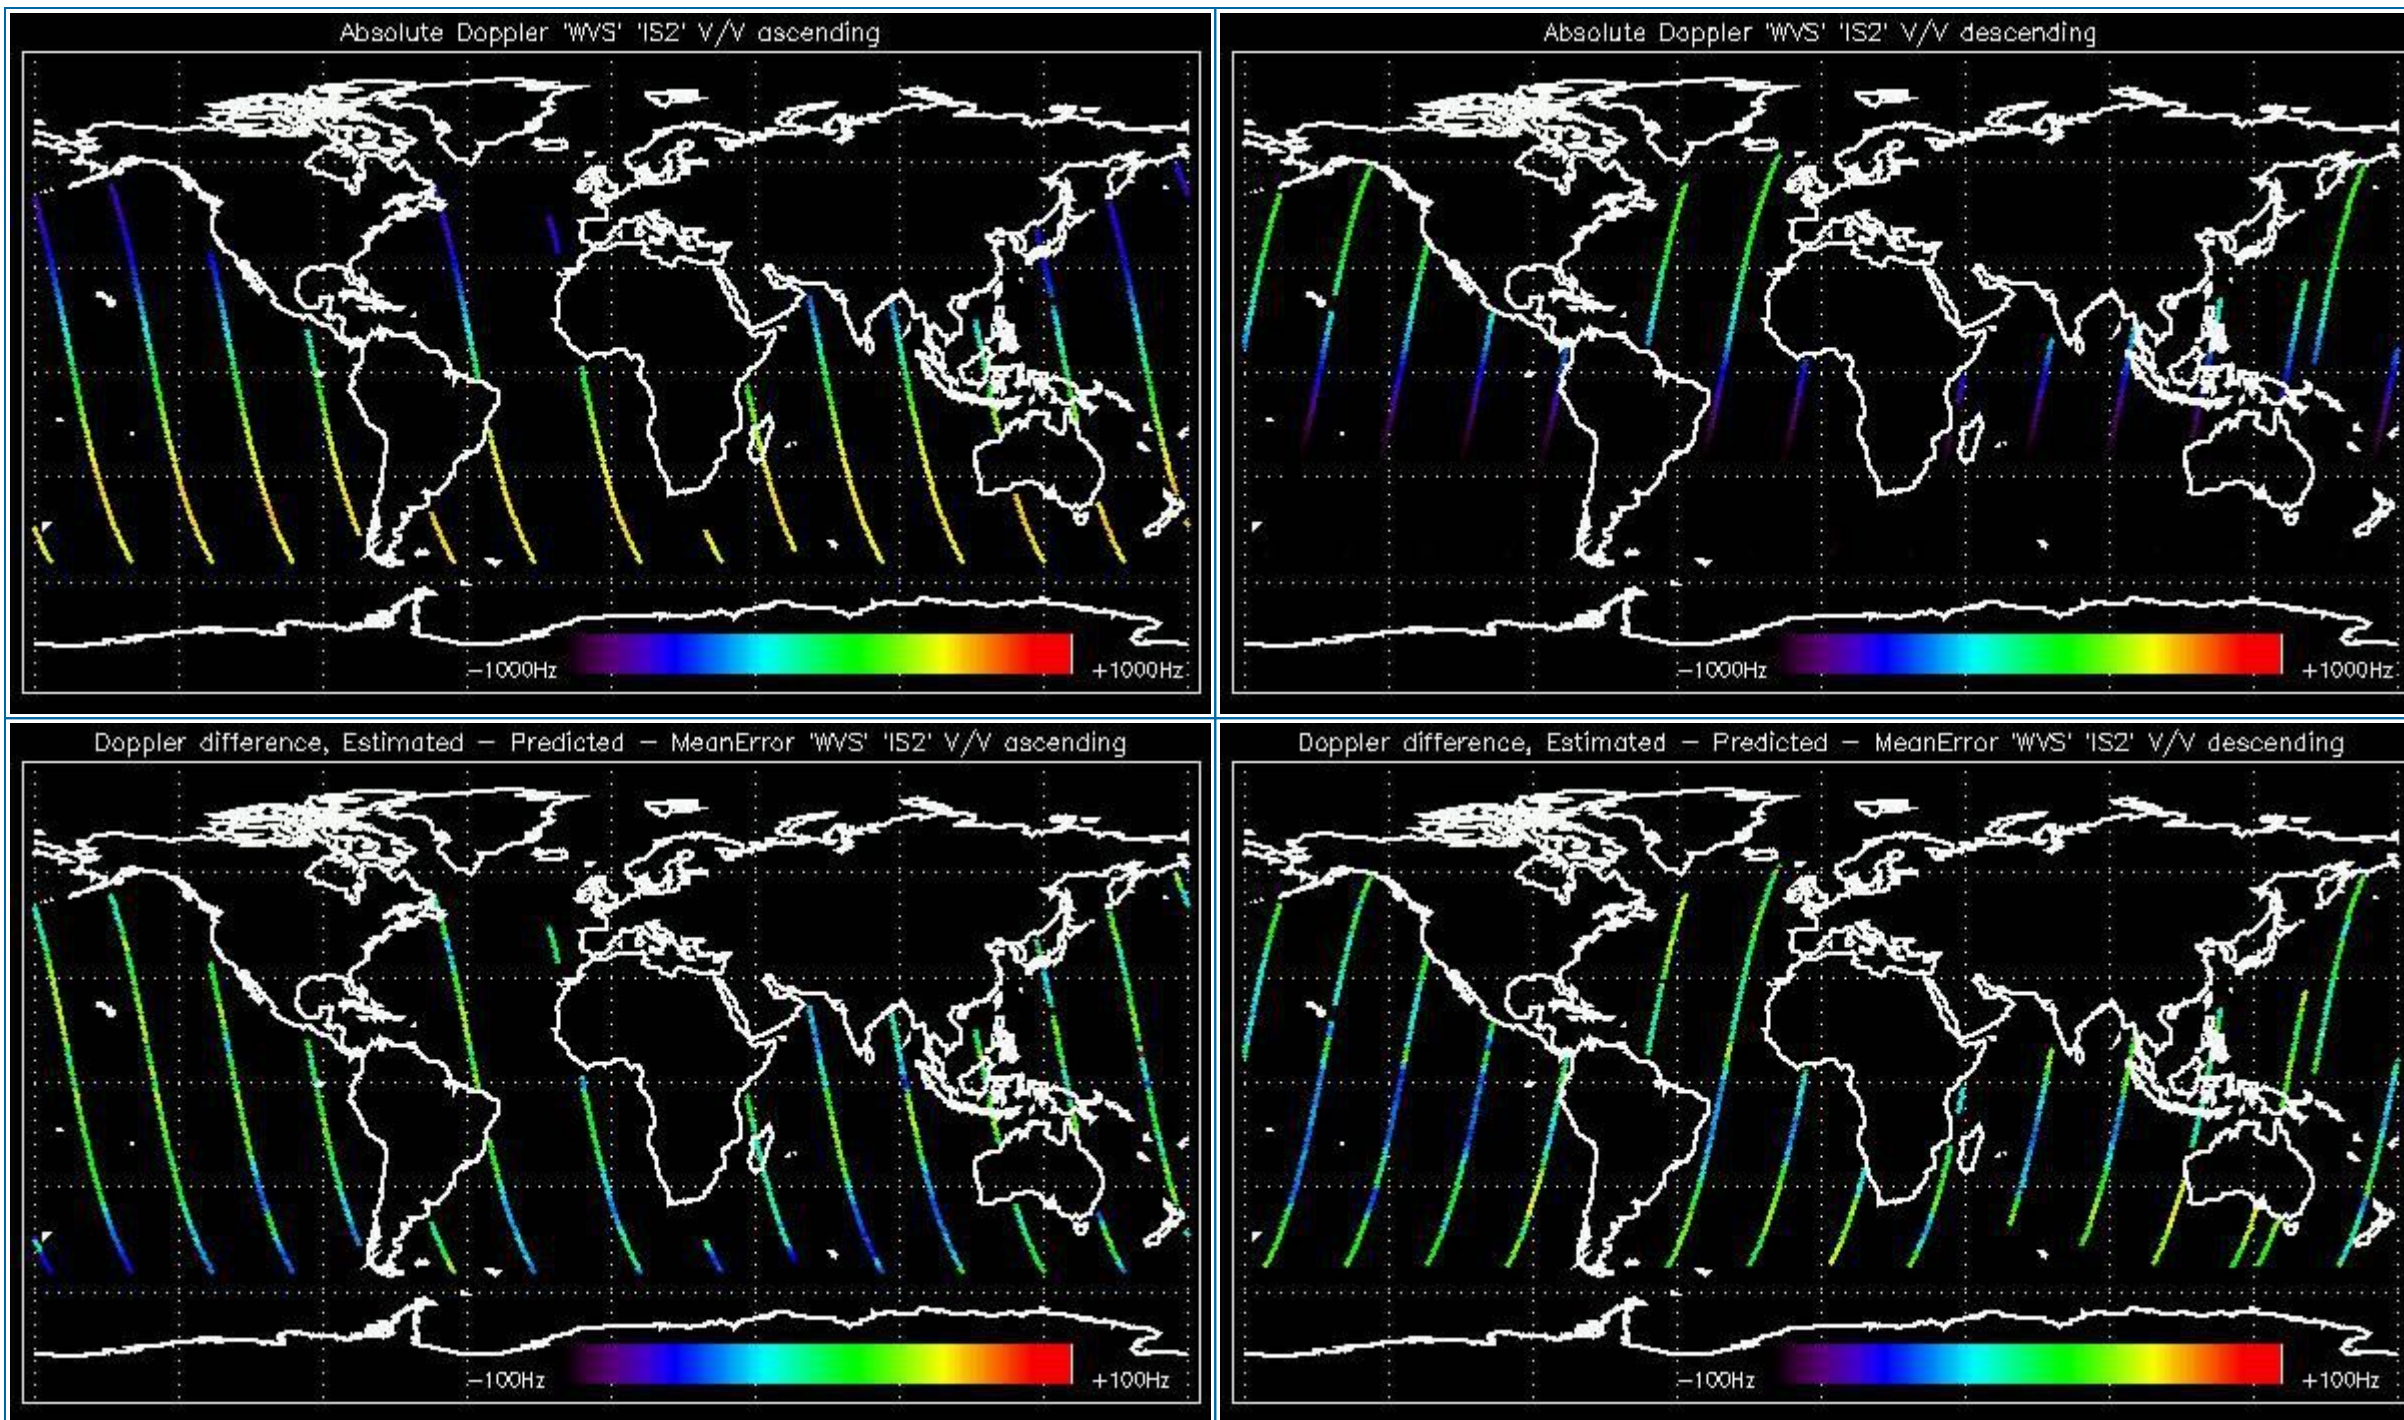 Absolute Doppler 'WVS' 'IS2' V/V ascending
-1000Hz
+1000Hz
Absolute Doppler 'WVS' 'IS2' V/V descending
-1000Hz
+1000Hz
Doppler difference, Estimated - Predicted - MeanError 'WVS' 'IS2' V/V ascending
-100Hz
+100Hz
Doppler difference, Estimated - Predicted - MeanError 'WVS' 'IS2' V/V descending
-100Hz
+100Hz